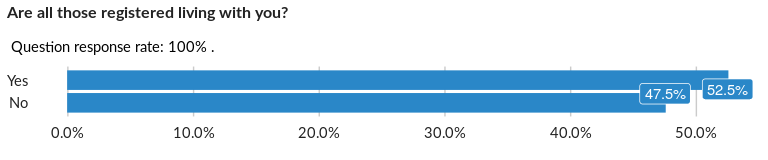 Are all those registered living with you?
Question response rate: 100% .
Yes
52.5%
No
47.5%
0.0% 10.0% 20.0% 30.0% 40.0% 50.0%